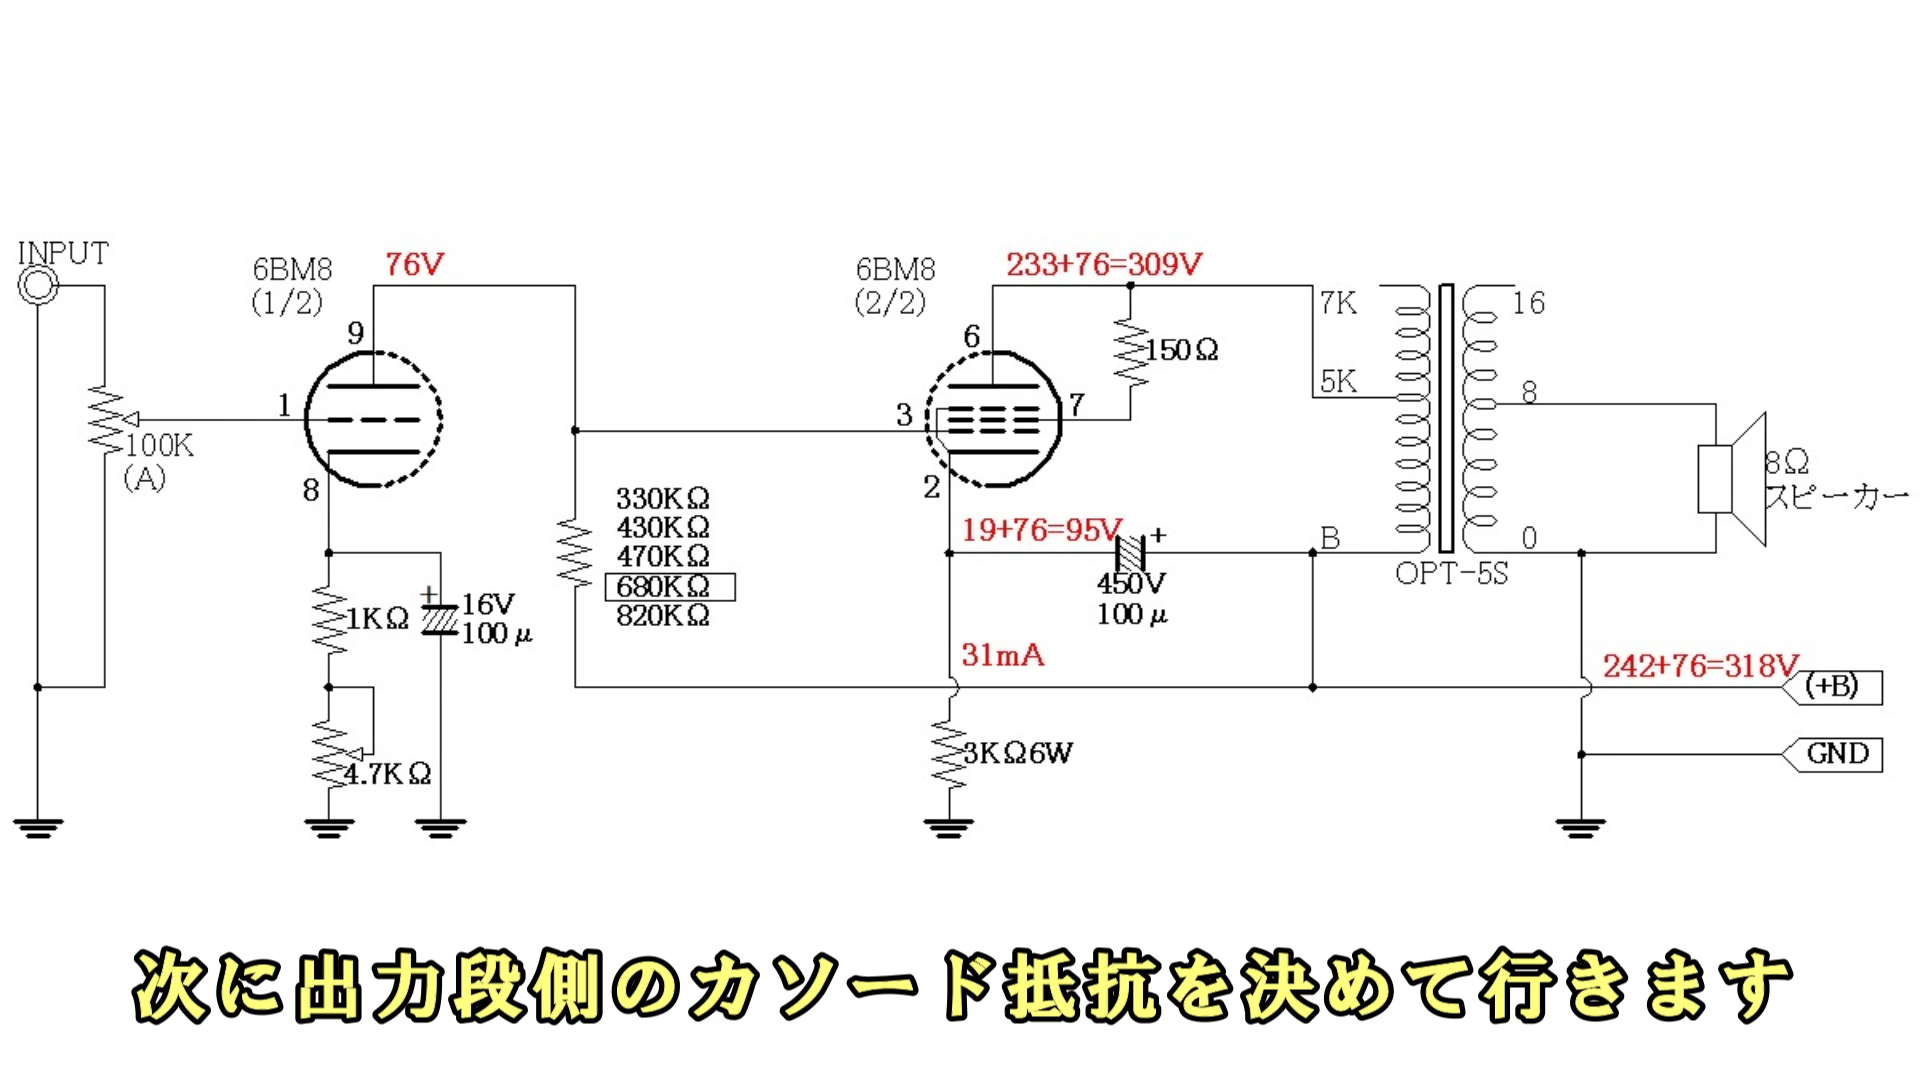 INPUT
6BM8
(1/2)
76V
9
1
8
100K
(A)
1KΩ
+
16V
100μ
4.7KΩ
330KΩ
430KΩ
470KΩ
680KΩ
820KΩ
6BM8
(2/2)
233+76=309V
6
3
7
2
150Ω
19+76=95V
+
450V
100μ
31mA
3KΩ6W
7K
5K
B
16
8
0
OPT-5S
8Ω
スピーカー
242+76=318V
(+B)
GND
次に出力段側のカソード抵抗を決めて行きます